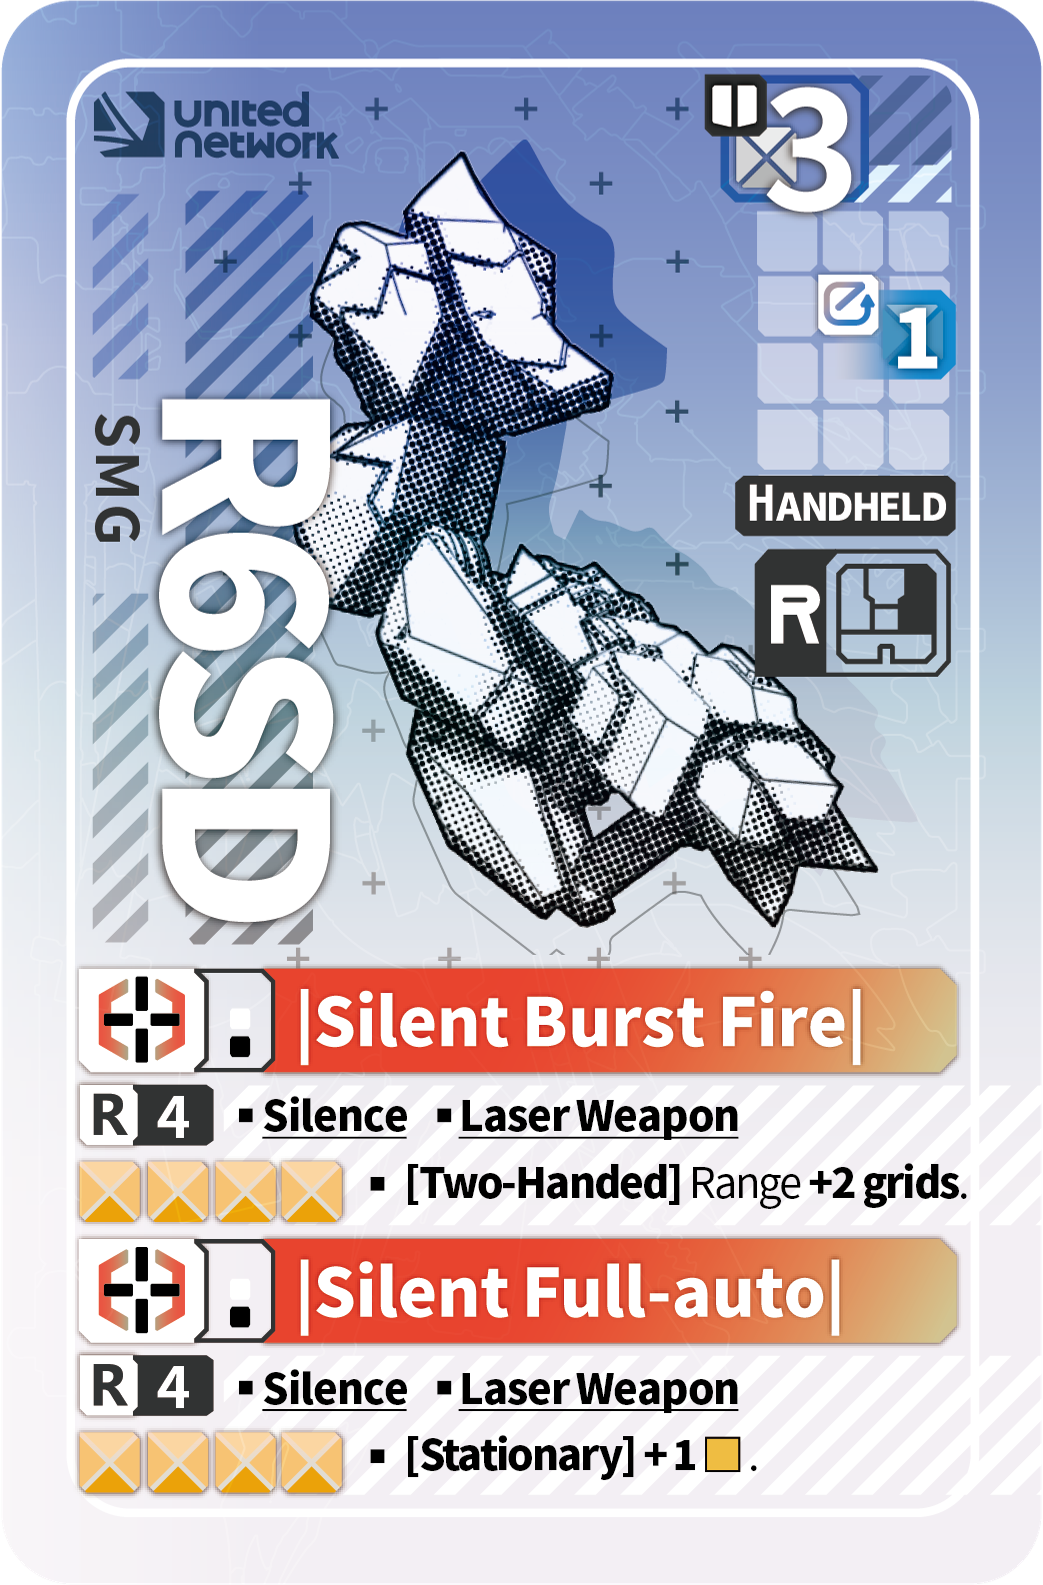 United
Network
3
1
SMG
R6SD
HANDHELD
R
|Silent Burst Fire|
R 4 ▪ Silence ▪ Laser Weapon
▪ [Two-Handed] Range +2 grids.
|Silent Full-auto|
R 4 ▪ Silence ▪ Laser Weapon
▪ [Stationary] + 1 .